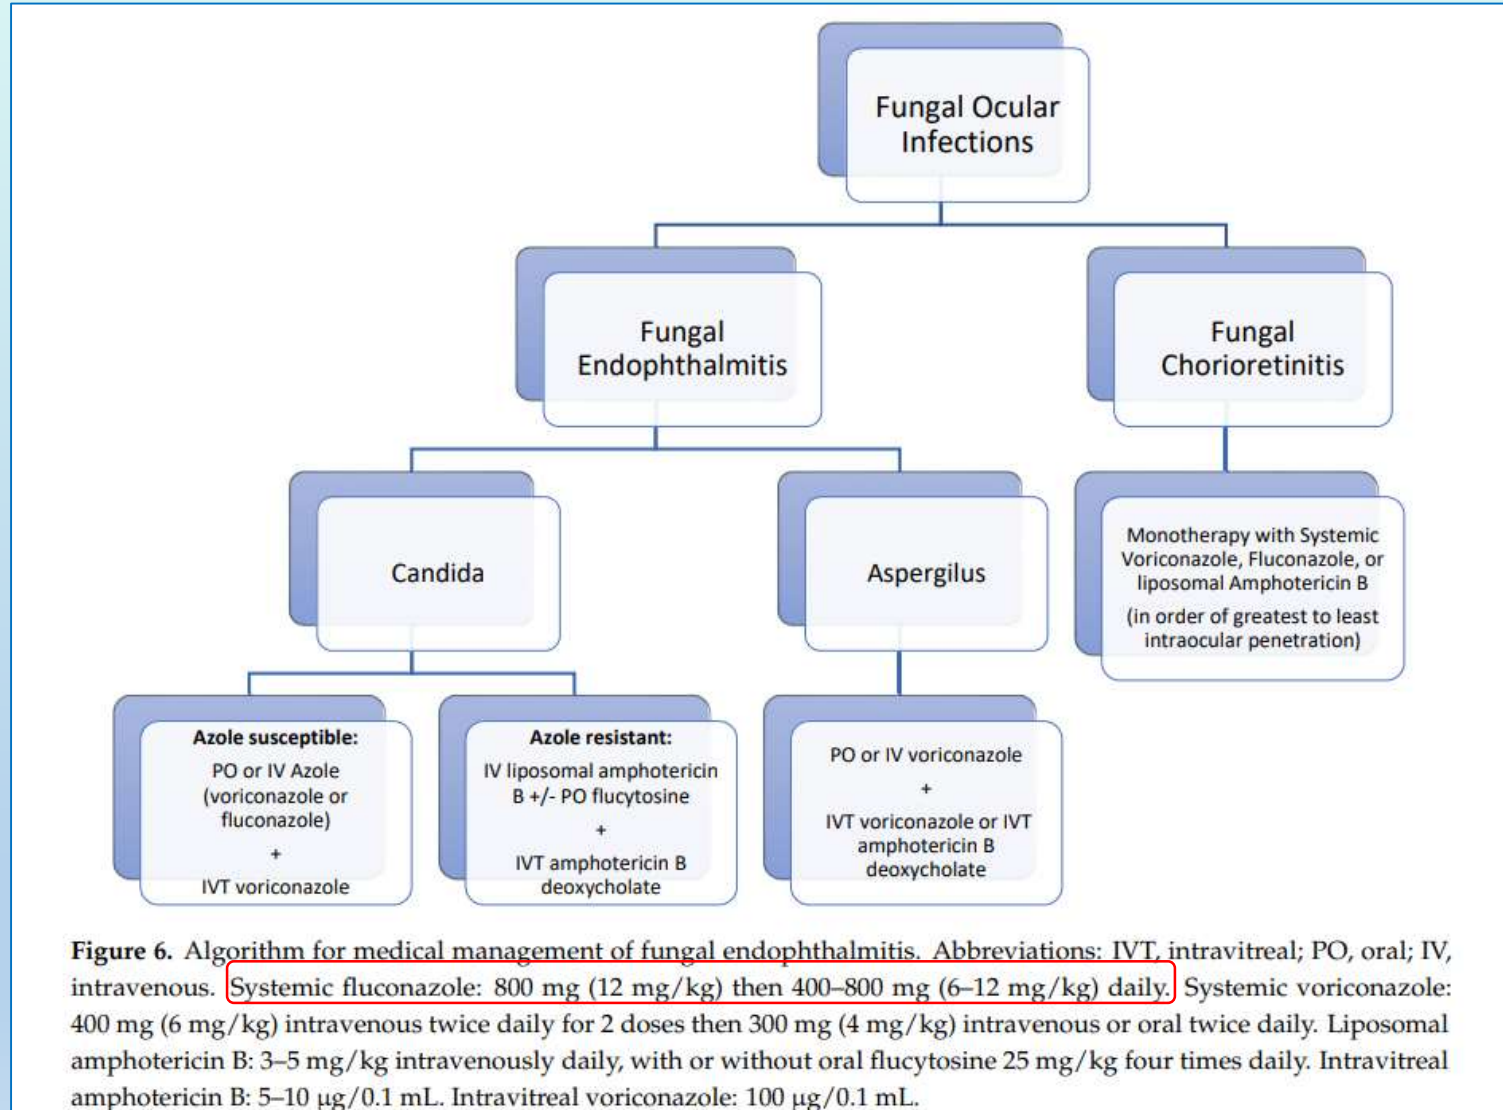 Fungal Ocular
Infections
Fungal
Endophthalmitis
Fungal
Chorioretinitis
Candida
Aspergilus
Monotherapy with Systemic
Voriconazole, Fluconazole, or
liposomal Amphotericin B
(in order of greatest to least
intraocular penetration)
Azole susceptible:
PO or IV Azole
(voriconazole or
fluconazole)
+
IVT voriconazole
Azole resistant:
IV liposomal amphotericin
B +/- PO flucytosine
+
IVT amphotericin B
deoxycholate
PO or IV voriconazole
+
IVT voriconazole or IVT
amphotericin B
deoxycholate
Figure 6. Algorithm for medical management of fungal endophthalmitis. Abbreviations: IVT, intravitreal; PO, oral; IV,
intravenous. Systemic fluconazole: 800 mg (12 mg/kg) then 400–800 mg (6–12 mg/kg) daily. Systemic voriconazole:
400 mg (6 mg/kg) intravenous twice daily for 2 doses then 300 mg (4 mg/kg) intravenous or oral twice daily. Liposomal
amphotericin B: 3–5 mg/kg intravenously daily, with or without oral flucytosine 25 mg/kg four times daily. Intravitreal
amphotericin B: 5–10 µg/0.1 mL. Intravitreal voriconazole: 100 µg/0.1 mL.